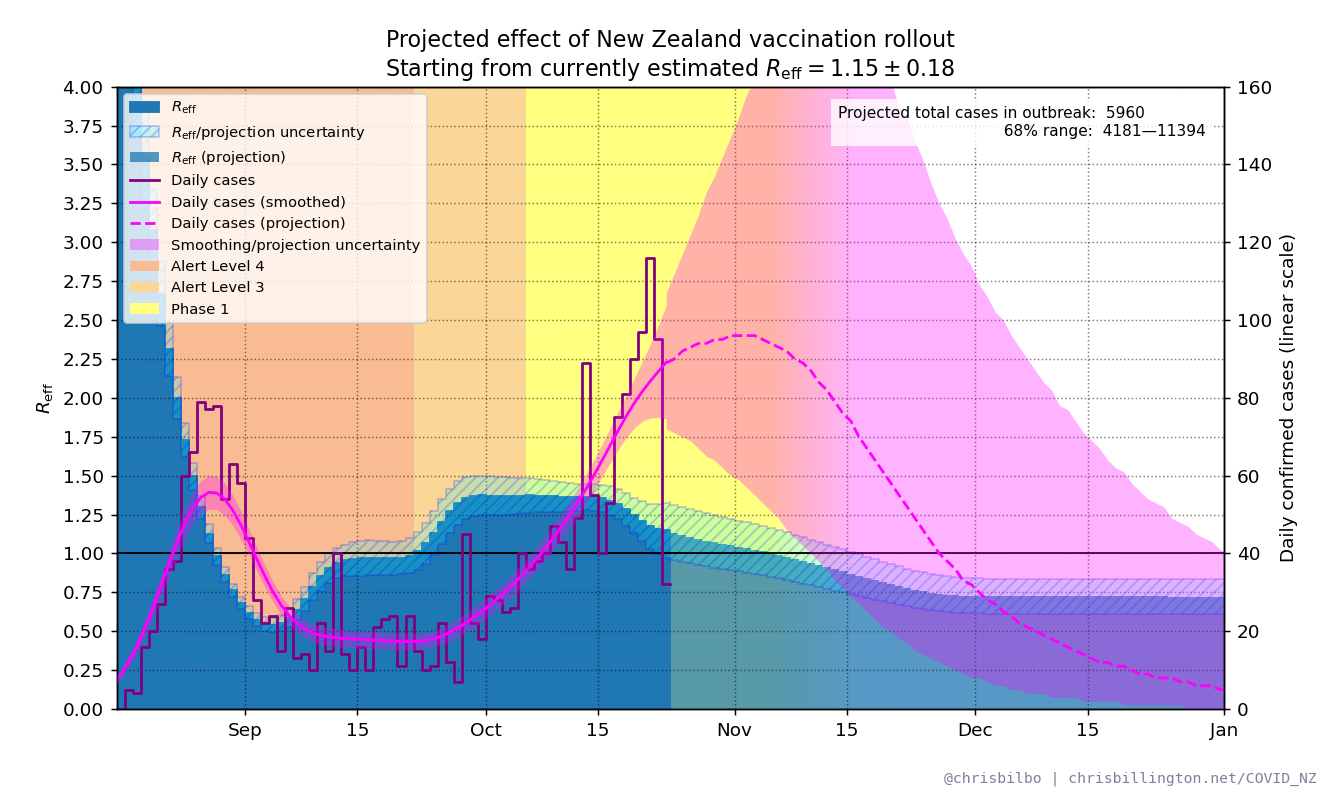 Projected effect of New Zealand vaccination rollout
Starting from currently estimated R_eff = 1.15 ± 0.18
4.00
3.75
3.50
3.25
3.00
2.75
2.50
2.25
2.00
1.75
1.50
1.25
1.00
0.75
0.50
0.25
0.00
R_eff
R_eff
R_eff/projection uncertainty
R_eff (projection)
Daily cases
Daily cases (smoothed)
Daily cases (projection)
Smoothing/projection uncertainty
Alert Level 4
Alert Level 3
Phase 1
Projected total cases in outbreak: 5960
68% range: 4181—11394
160
140
120
100
80
60
40
20
0
Daily confirmed cases (linear scale)
Sep 15 Oct 15 Nov 15 Dec 15 Jan
@chrisbilbo | chrisbillington.net/COVID_NZ